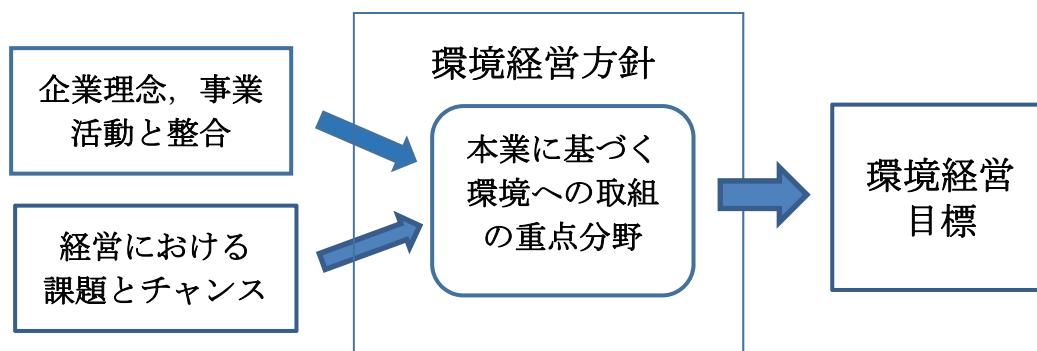 企業理念，事業
活動と整合
経営における
課題とチャンス
環境経営方針
本業に基づく
環境への取組
の重点分野
環境経営
目標